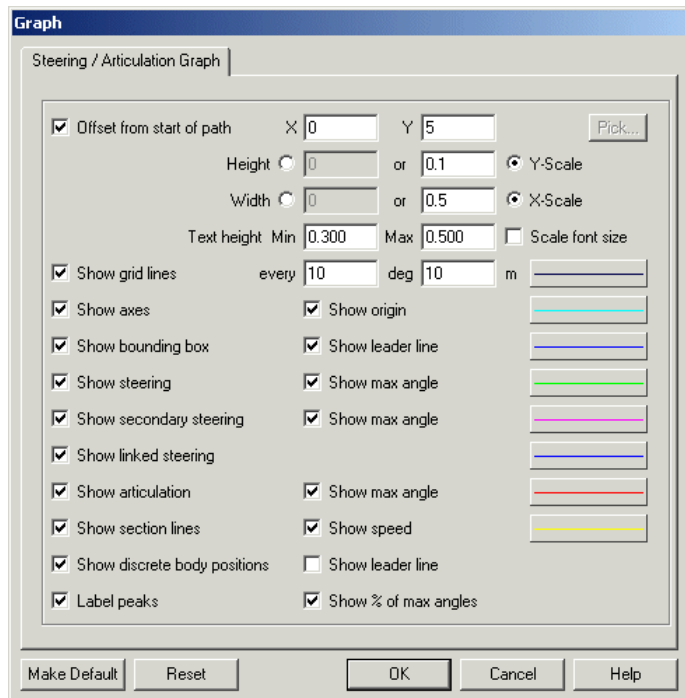 Graph
Steering / Articulation Graph
Offset from start of path X 0 Y 5 Pick...
Height 0 or 0.1 Y-Scale
Width 0 or 0.5 X-Scale
Text height Min 0.300 Max 0.500 Scale font size
Show grid lines every 10 deg 10 m
Show axes Show origin
Show bounding box Show leader line
Show steering Show max angle
Show secondary steering Show max angle
Show linked steering
Show articulation Show max angle
Show section lines Show speed
Show discrete body positions Show leader line
Label peaks Show % of max angles
Make Default Reset OK Cancel Help